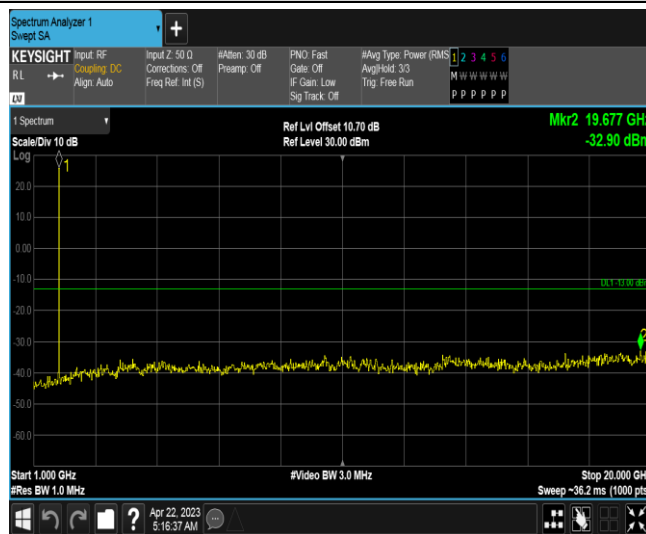 Spectrum Analyzer 1
Swept SA
+
KEYSIGHT
RL
LXI
Input: RF
Coupling: DC
Align: Auto
Input Z: 50 Ω
Corrections: Off
Freq Ref: Int (S)
#Atten: 30 dB
Preamp: Off
PNO: Fast
Gate: Off
IF Gain: Low
Sig Track: Off
#Avg Type: Power (RMS
Avg|Hold: 3/3
Trig: Free Run
1 2 3 4 5 6
M W W W W W
P P P P P P
1 Spectrum
Scale/Div 10 dB
Log
Ref Lvl Offset 10.70 dB
Ref Level 30.00 dBm
Mkr2 19.677 GHz
-32.90 dBm
1
20.0
10.0
0.00
-10.0
DL1 -13.00 dBm
-20.0
-30.0
-40.0
-50.0
-60.0
Start 1.000 GHz
#Res BW 1.0 MHz
#Video BW 3.0 MHz
Stop 20.000 GHz
Sweep ~36.2 ms (1000 pts
?
Apr 22, 2023
5:16:37 AM